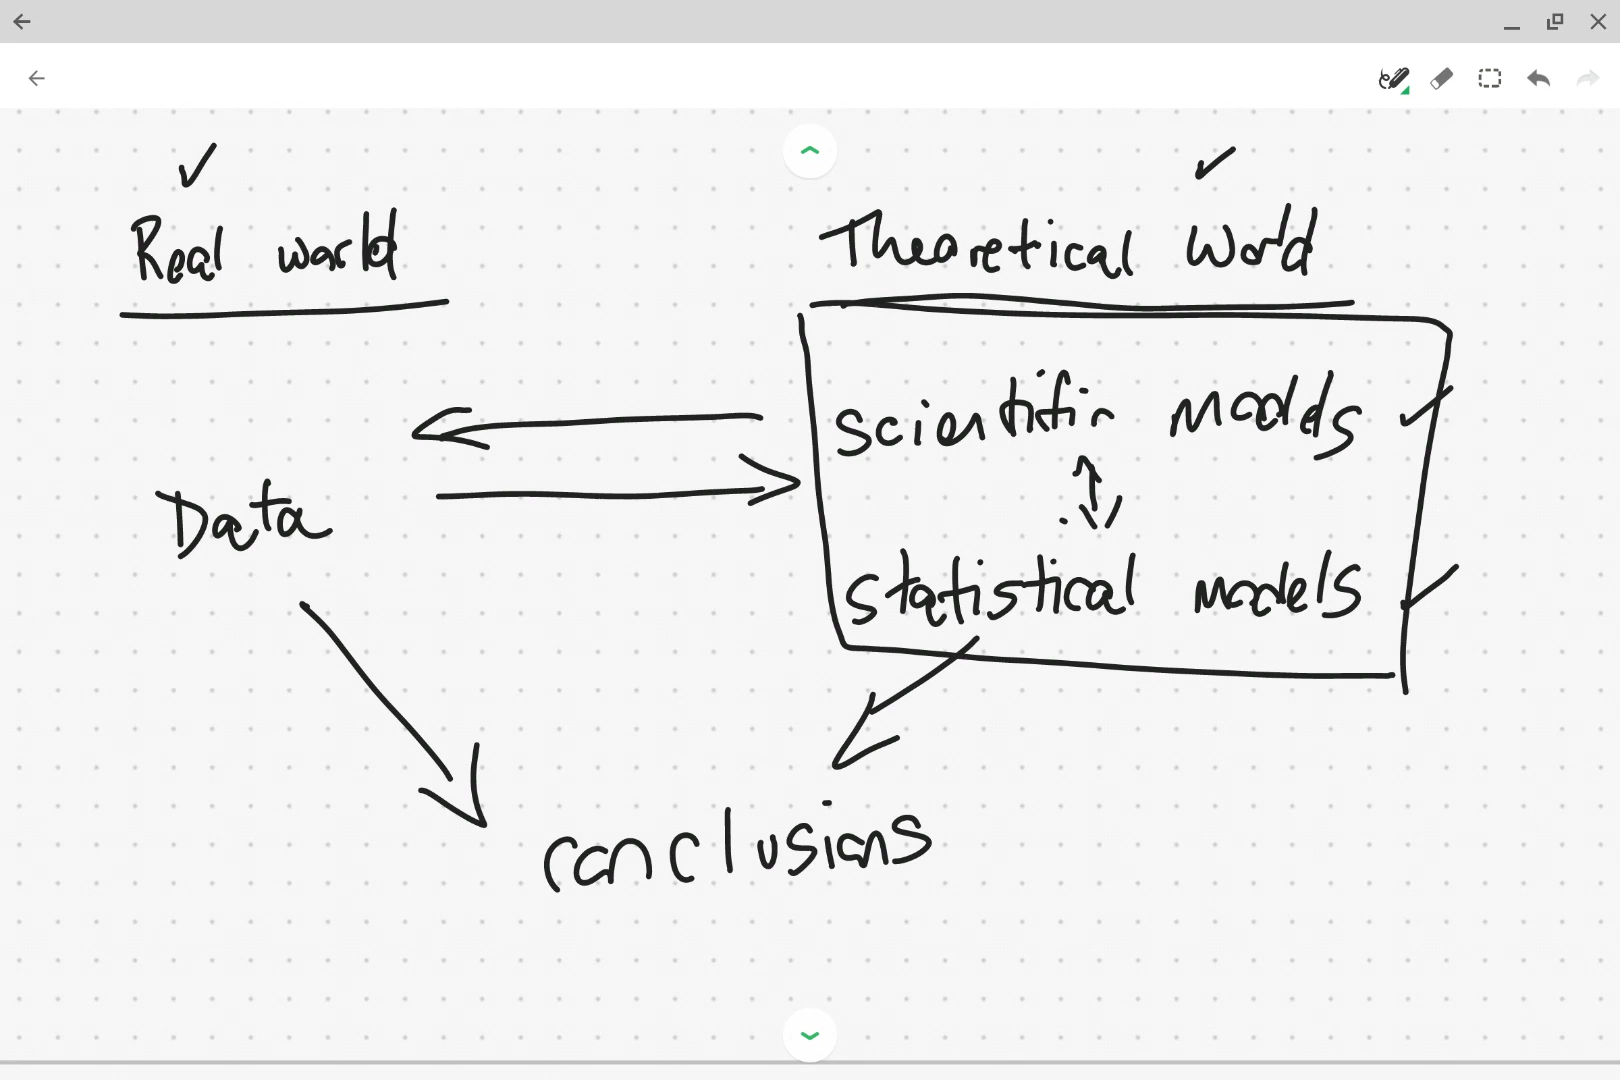 Real world
Theoretical world
scientific models
Data
statistical models
conclusions